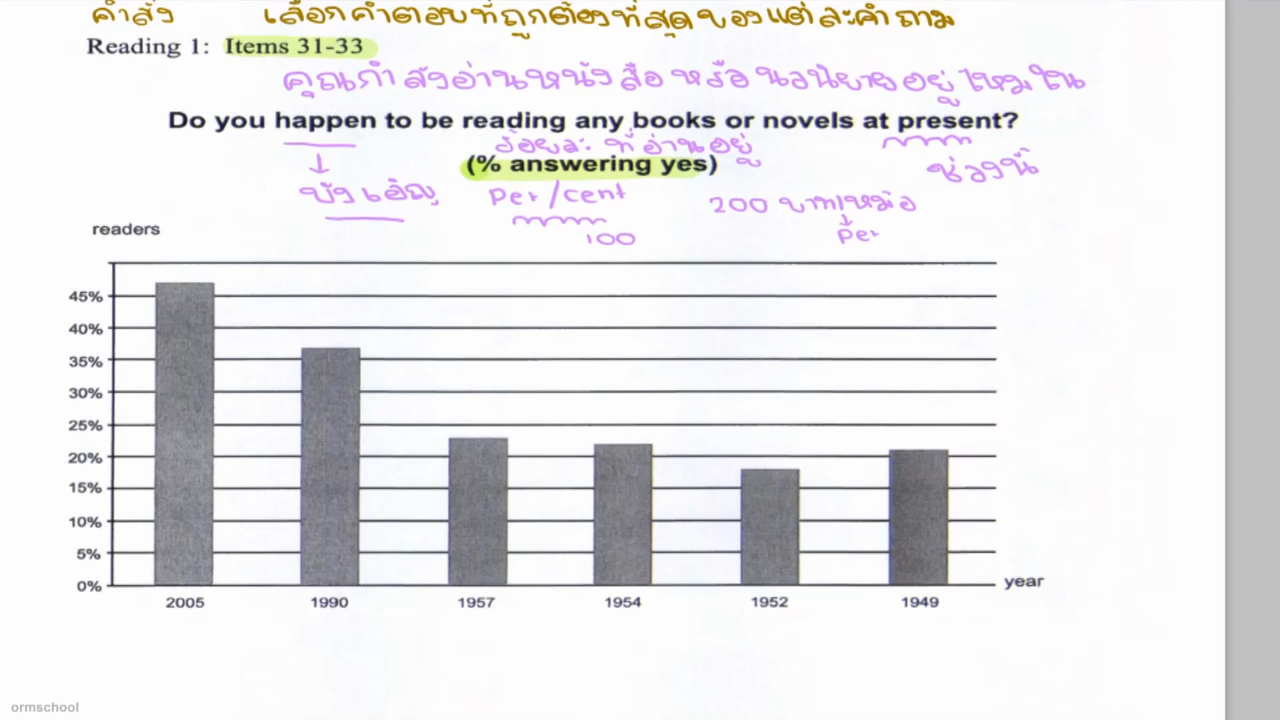 คำสั่ง เลือกคำตอบที่ถูกต้องที่สุดของแต่ละคำถาม
Reading 1: Items 31-33
คุณกำลังอ่านหนังสือหรือนวนิยายอยู่ไหมใน
Do you happen to be reading any books or novels at present?
ร้อยละ ที่อ่านอยู่
(% answering yes)
ช่วงนี้
บังเอิญ
Per/cent
200 บาท/หม้อ
100
Per
readers
45%
40%
35%
30%
25%
20%
15%
10%
5%
0%
year
2005 1990 1957 1954 1952 1949
ormschool